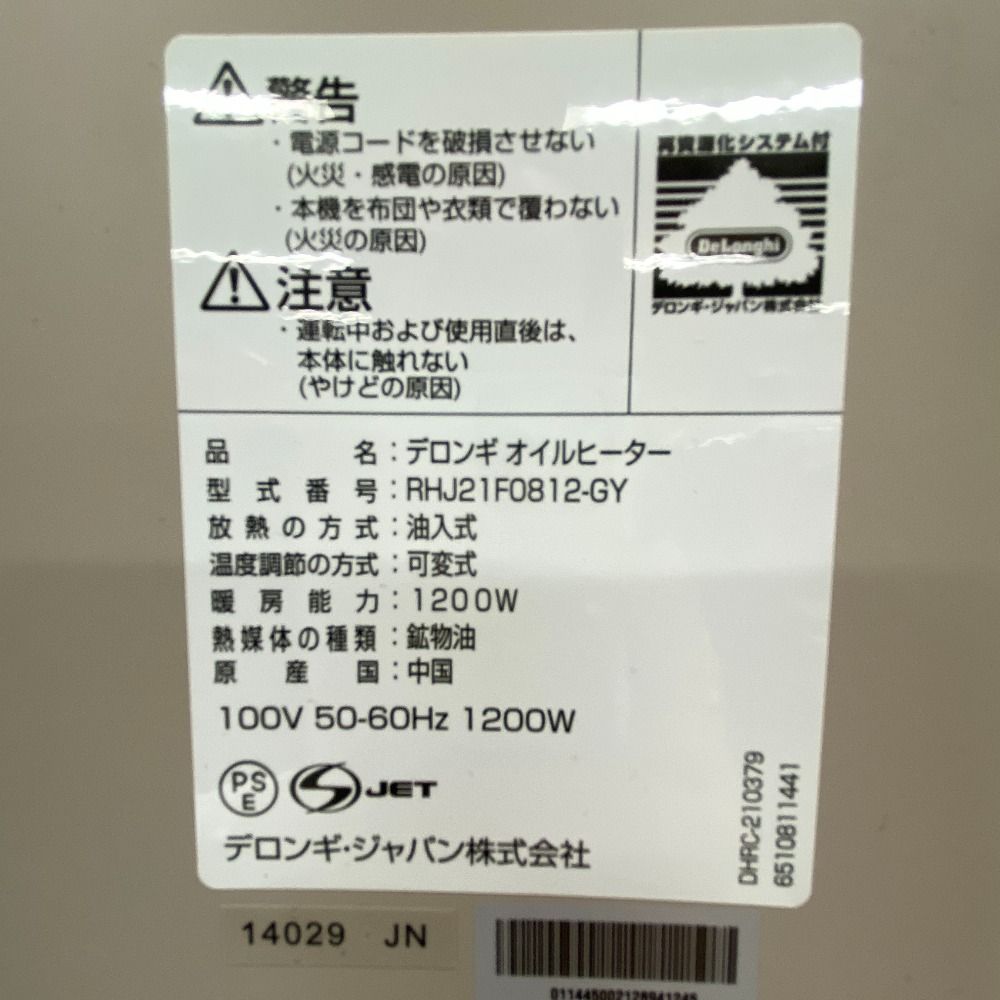 警告
・電源コードを破損させない
(火災・感電の原因)
・本機を布団や衣類で覆わない
(火災の原因)
注意
・運転中および使用直後は、
本体に触れない
(やけどの原因)
再資源化システム付
DeLonghi
デロンギ・ジャパン株式会社
品名：デロンギ オイルヒーター
型式番号：RHJ21F0812-GY
放熱の方式：油入式
温度調節の方式：可変式
暖房能力：1200W
熱媒体の種類：鉱物油
原産国：中国
100V 50-60Hz 1200W
PS
E
JET
デロンギ・ジャパン株式会社
DHRC-210379
6510811441
14029 JN